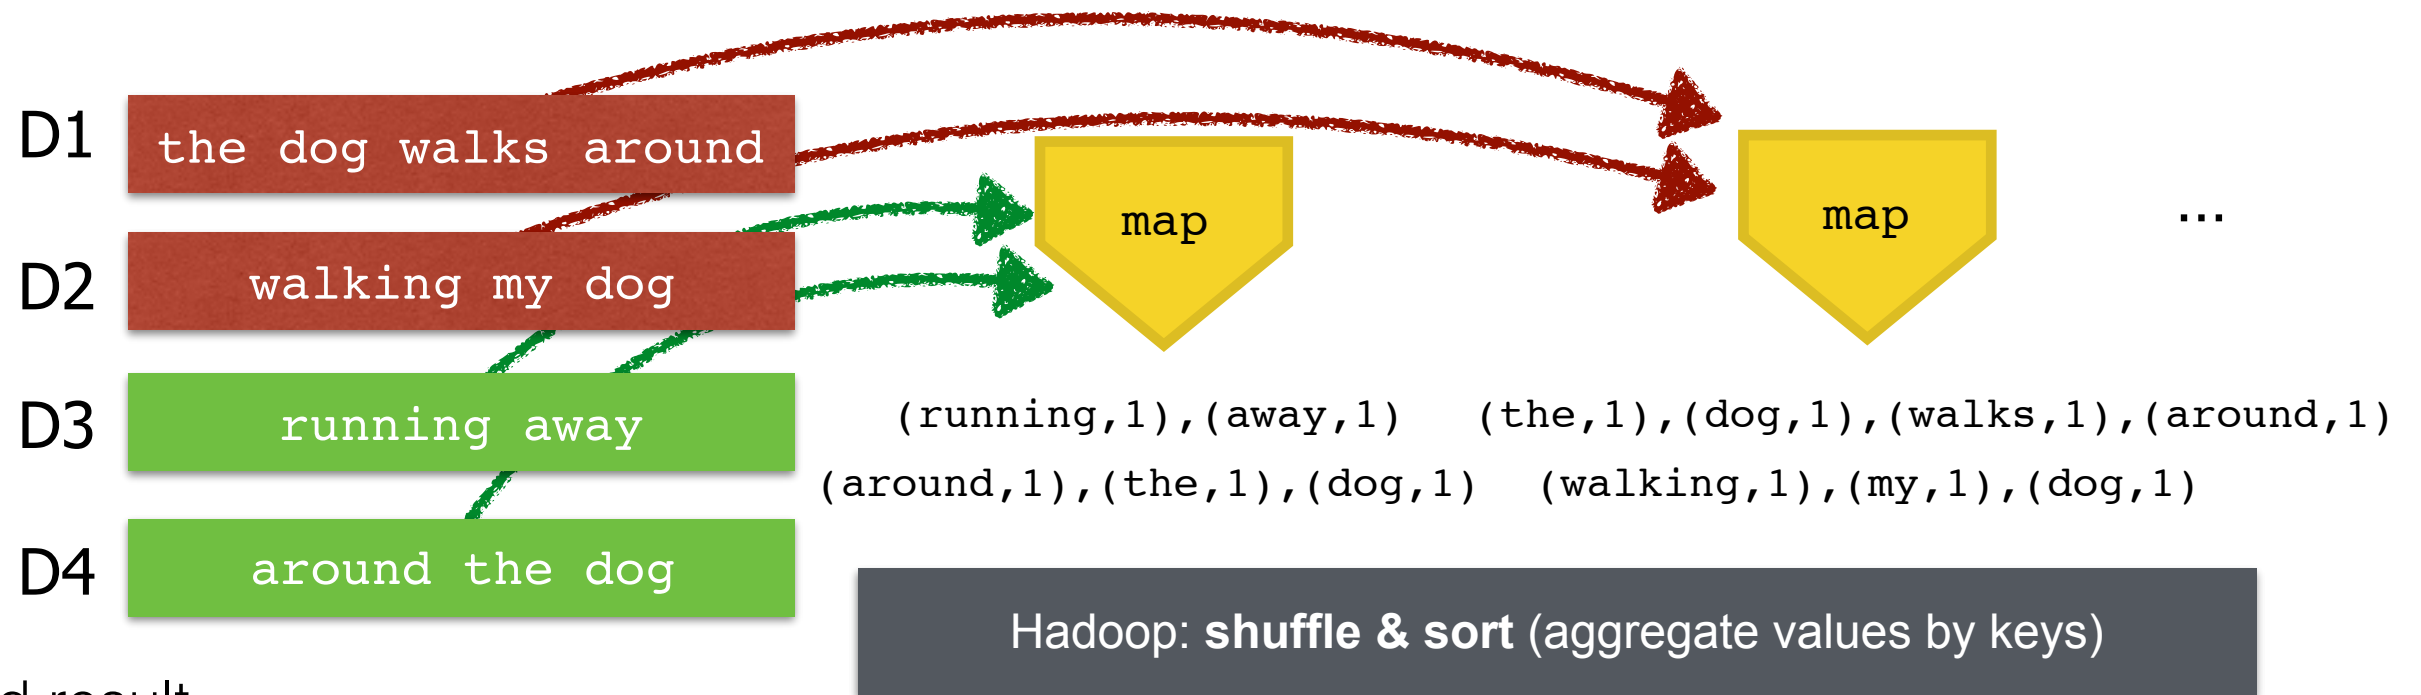 D1
the dog walks around
D2
walking my dog
D3
running away
D4
around the dog
map
map
...
(running,1),(away,1)
(the,1),(dog,1),(walks,1),(around,1)
(around,1),(the,1),(dog,1)
(walking,1),(my,1),(dog,1)
Hadoop: shuffle & sort (aggregate values by keys)
result